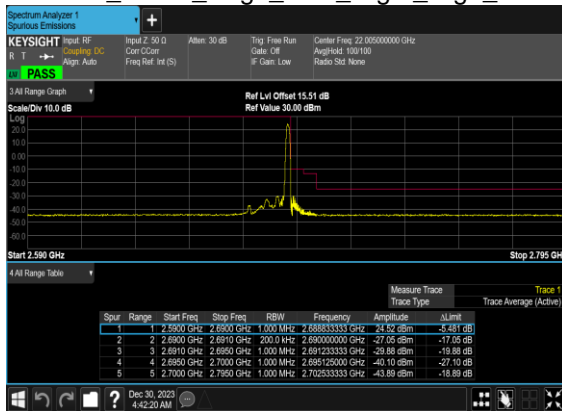 Spectrum Analyzer 1
Spurious Emissions
KEYSIGHT Input: RF Input Z: 50 Ω Atten: 30 dB Trig: Free Run Center Freq: 22.005000000 GHz
R T Coupling: DC Corr CCorr Gate: Off Avg|Hold: 100/100
Align: Auto Freq Ref: Int (S) IF Gain: Low Radio Std: None
PASS
3 All Range Graph
Ref Lvl Offset 15.51 dB
Scale/Div 10.0 dB Ref Value 30.00 dBm
Log
20.0
10.0
0.00
-10.0
-20.0
-30.0
-40.0
-50.0
-60.0
Start 2.590 GHz Stop 2.795 GH
4 All Range Table
Measure Trace Trace 1
Trace Type Trace Average (Active)
Spur Range Start Freq Stop Freq RBW Frequency Amplitude ΔLimit
1 1 2.5900 GHz 2.6900 GHz 1.000 MHz 2.688833333 GHz 24.52 dBm -5.481 dB
2 2 2.6900 GHz 2.6910 GHz 200.0 kHz 2.690000000 GHz -27.05 dBm -17.05 dB
3 3 2.6910 GHz 2.6950 GHz 1.000 MHz 2.691233333 GHz -29.88 dBm -19.88 dB
4 4 2.6950 GHz 2.7000 GHz 1.000 MHz 2.695125000 GHz -40.10 dBm -27.10 dB
5 5 2.7000 GHz 2.7950 GHz 1.000 MHz 2.702533333 GHz -43.89 dBm -18.89 dB
Dec 30, 2023
4:42:20 AM